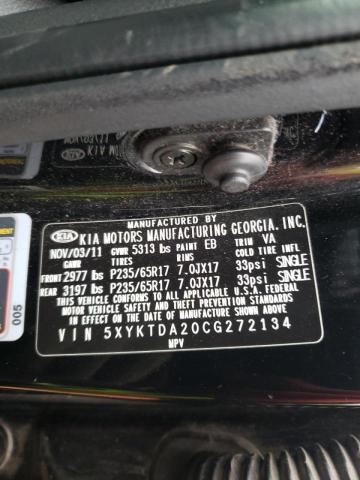 MANUFACTURED BY
KIA KIA MOTORS MANUFACTURING GEORGIA, INC.
NOV/03/11 GVWR 5313 lbs PAINT EB TRIM VA
GAWR TIRES RIMS COLD TIRE INFL
FRONT 2977 lbs P235/65R17 7.0JX17 33psi SINGLE
REAR 3197 lbs P235/65R17 7.0JX17 33psi SINGLE
THIS VEHICLE CONFORMS TO ALL APPLICABLE U.S.A. FEDERAL
MOTOR VEHICLE SAFETY AND THEFT PREVENTION STANDARDS
IN EFFECT ON THE DATE OF MANUFACTURE SHOWN ABOVE
VIN 5XYKTDA20CG272134
MPV
005